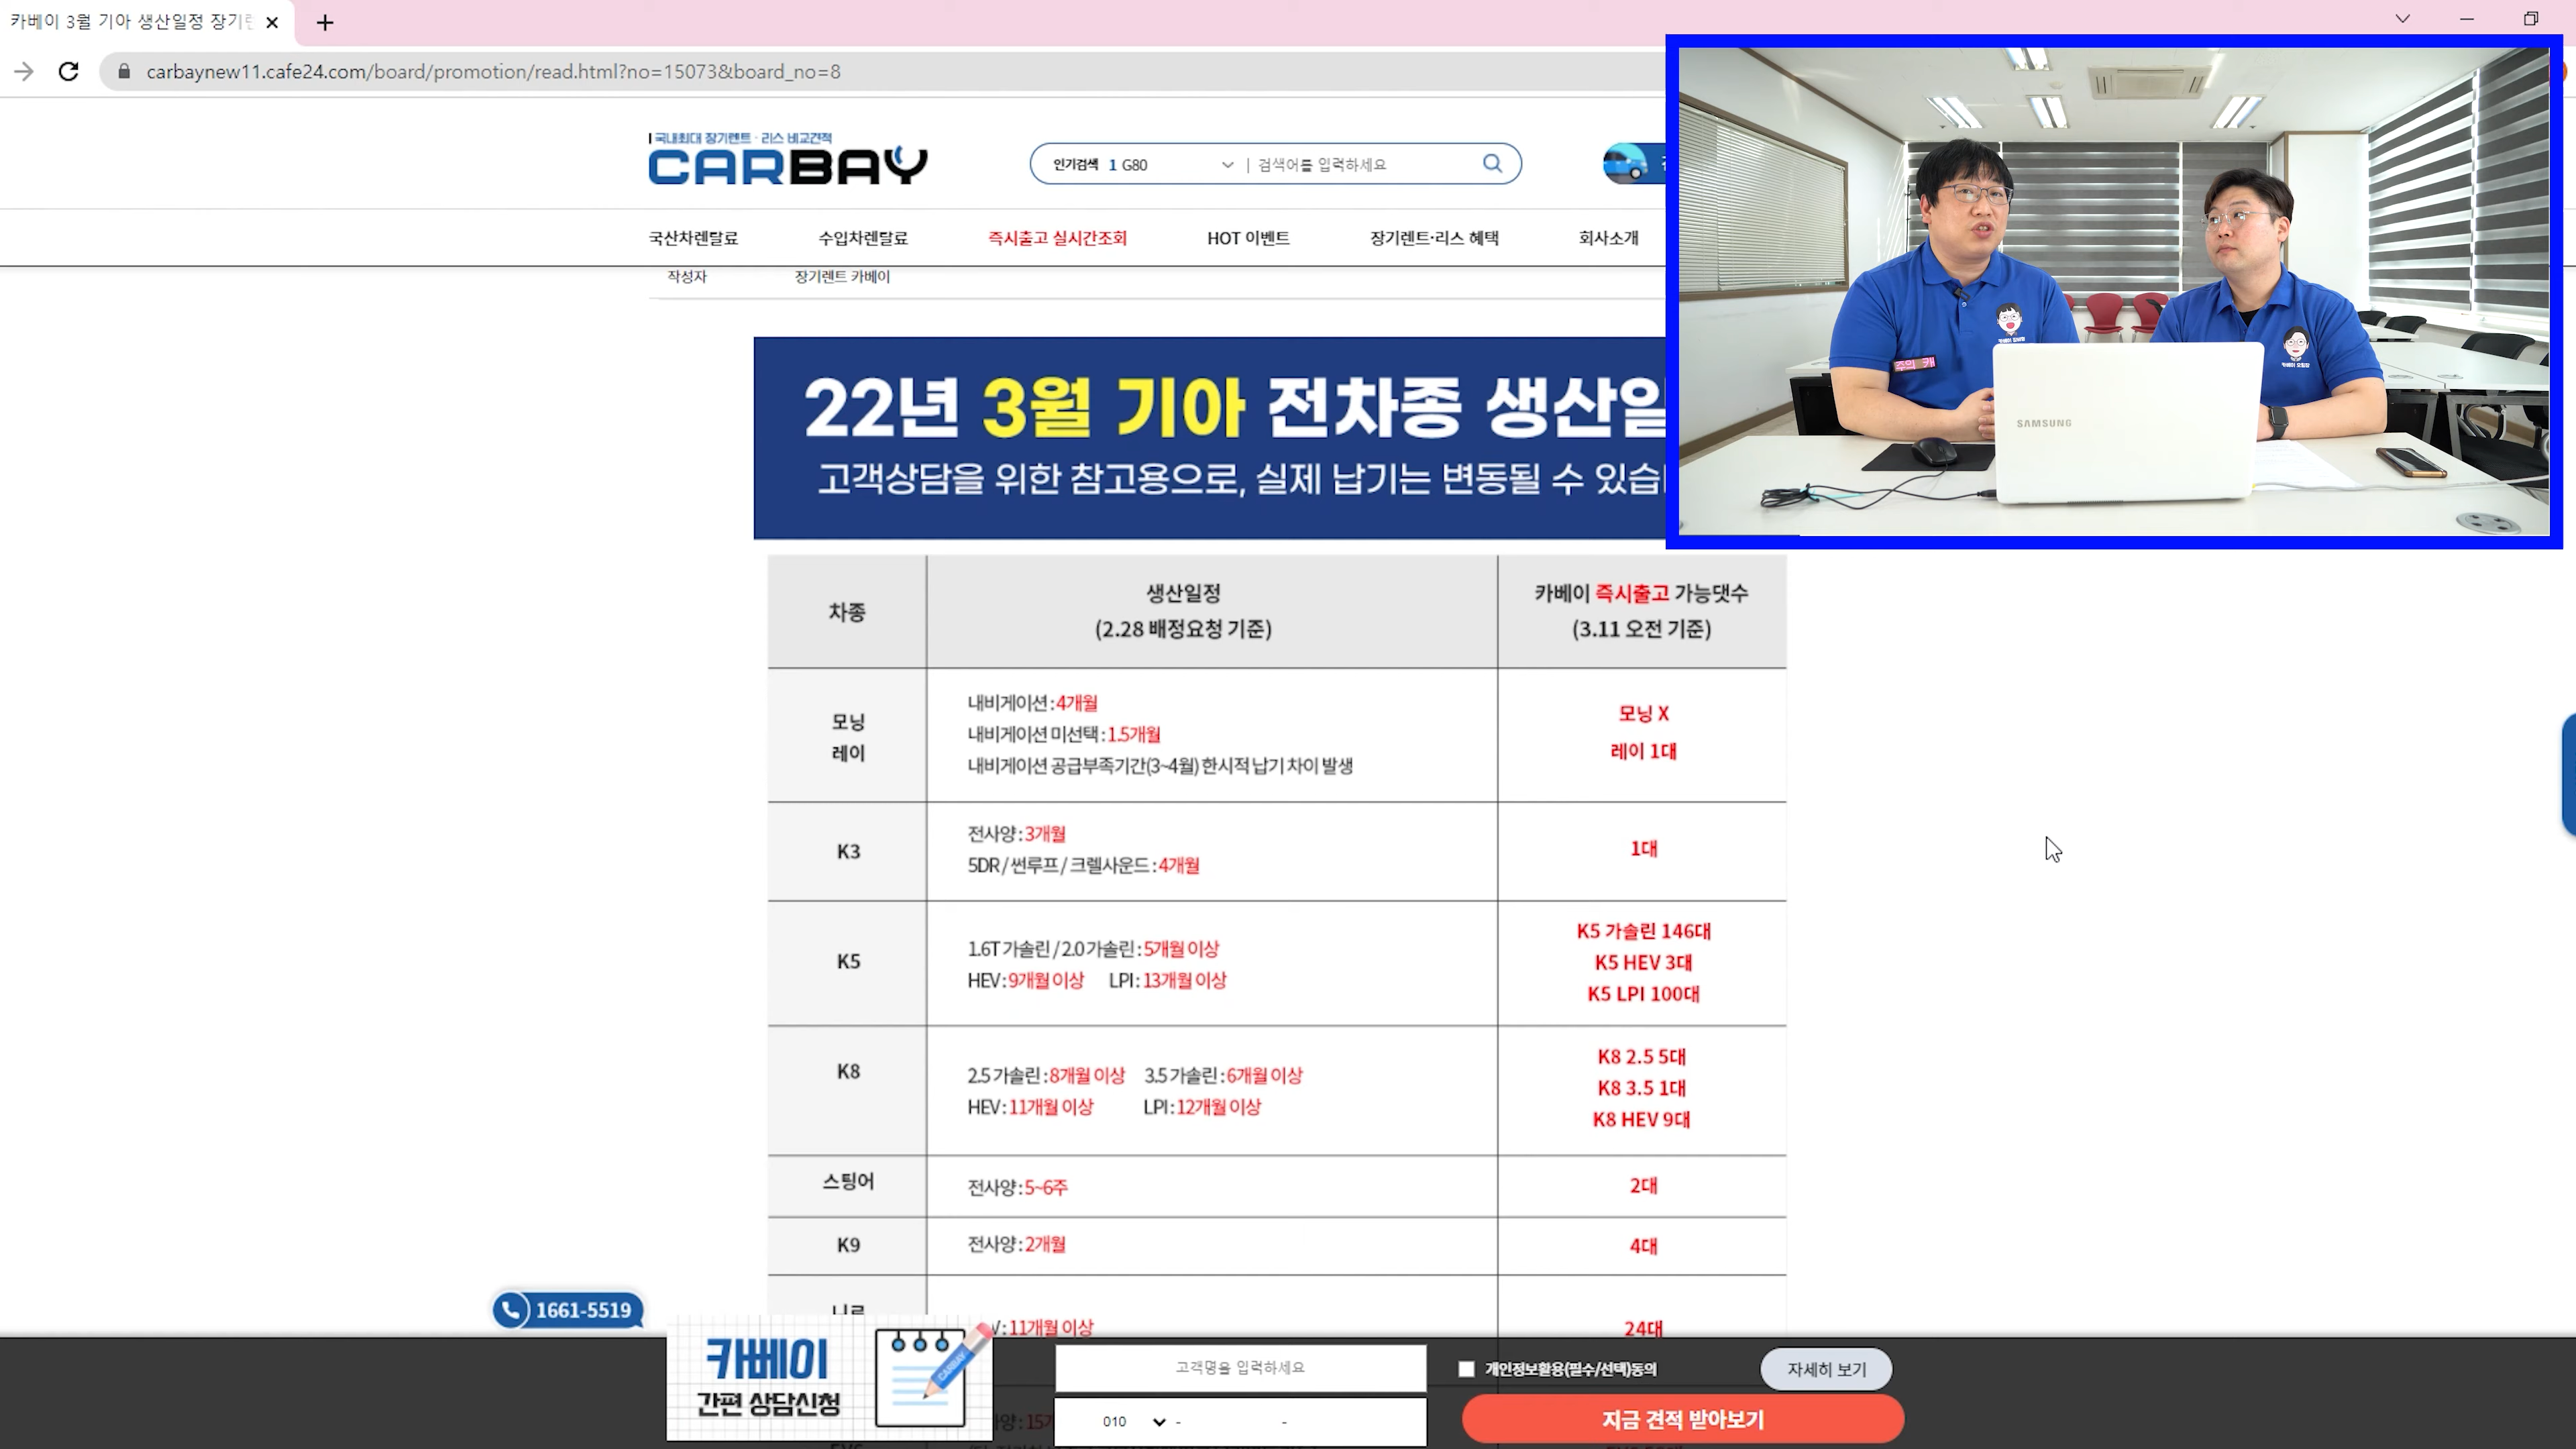 카베이 3월 기아 생산일정 장기렌
carbaynew11.cafe24.com/board/promotion/read.html?no=15073&board_no=8
국내최대 장기렌트 · 리스 비교견적
CARBAY
인기검색 1 G80 | 검색어를 입력하세요
국산차렌탈료 수입차렌탈료 즉시출고 실시간조회 HOT 이벤트 장기렌트·리스 혜택 회사소개
작성자 장기렌트 카베이
22년 3월 기아 전차종 생산일
고객상담을 위한 참고용으로, 실제 납기는 변동될 수 있습
SAMSUNG
차종
생산일정
(2.28 배정요청 기준)
카베이 즉시출고 가능댓수
(3.11 오전 기준)
모닝
레이
내비게이션 : 4개월
내비게이션 미선택 : 1.5개월
내비게이션 공급부족기간(3~4월) 한시적 납기 차이 발생
모닝 X
레이 1대
K3
전사양 : 3개월
5DR / 썬루프 / 크렐사운드 : 4개월
1대
K5
1.6T 가솔린 / 2.0 가솔린 : 5개월 이상
HEV : 9개월 이상 LPI : 13개월 이상
K5 가솔린 146대
K5 HEV 3대
K5 LPI 100대
K8
2.5 가솔린 : 8개월 이상 3.5 가솔린 : 6개월 이상
HEV : 11개월 이상 LPI : 12개월 이상
K8 2.5 5대
K8 3.5 1대
K8 HEV 9대
스팅어
전사양 : 5~6주
2대
K9
전사양 : 2개월
4대
니로
: 11개월 이상
24대
1661-5519
카베이
간편 상담신청
CARBAY
고객명을 입력하세요
010 - -
개인정보활용(필수/선택)동의
자세히 보기
지금 견적 받아보기